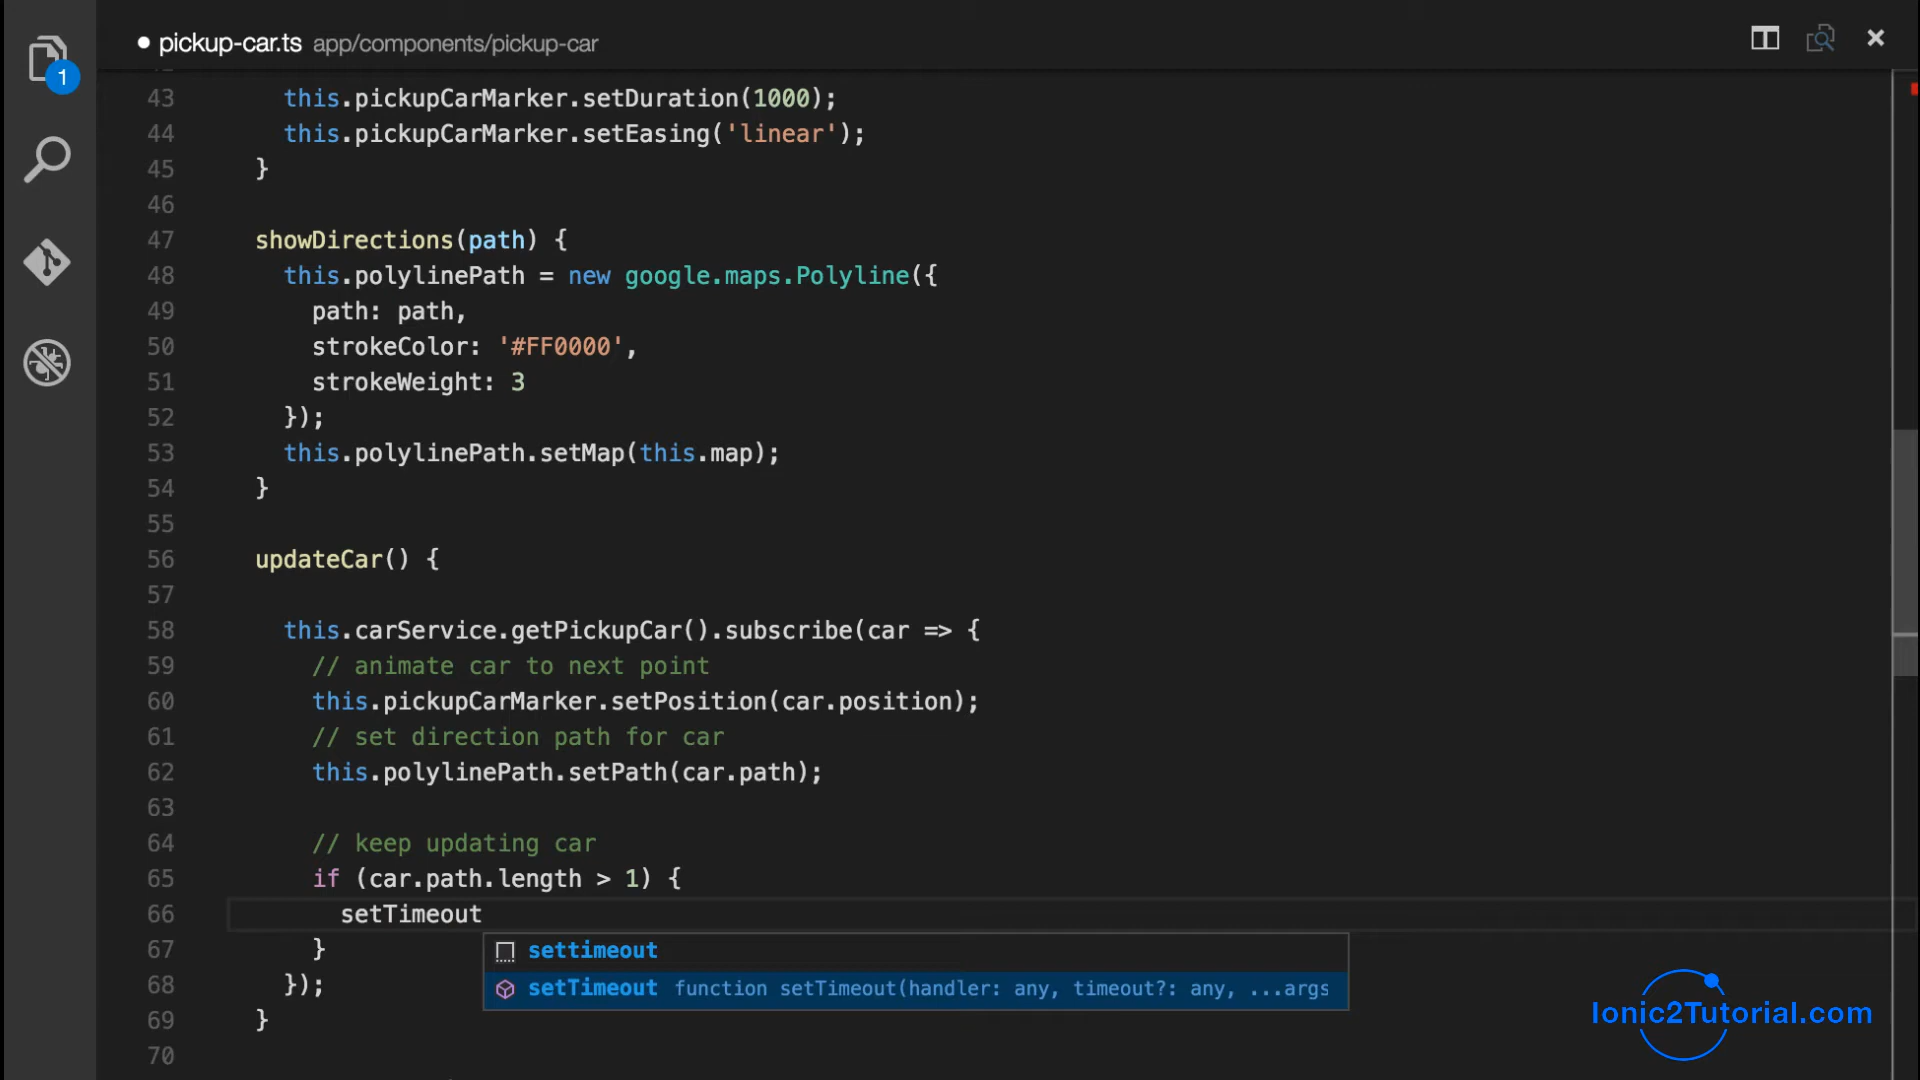 pickup-car.ts app/components/pickup-car
1
43 this.pickupCarMarker.setDuration(1000);
44 this.pickupCarMarker.setEasing('linear');
45 }
46
47 showDirections(path) {
48 this.polylinePath = new google.maps.Polyline({
49 path: path,
50 strokeColor: '#FF0000',
51 strokeWeight: 3
52 });
53 this.polylinePath.setMap(this.map);
54 }
55
56 updateCar() {
57
58 this.carService.getPickupCar().subscribe(car => {
59 // animate car to next point
60 this.pickupCarMarker.setPosition(car.position);
61 // set direction path for car
62 this.polylinePath.setPath(car.path);
63
64 // keep updating car
65 if (car.path.length > 1) {
66 setTimeout
67 }
settimeout
68 });
setTimeout function setTimeout(handler: any, timeout?: any, ...args
69 }
70
Ionic2Tutorial.com